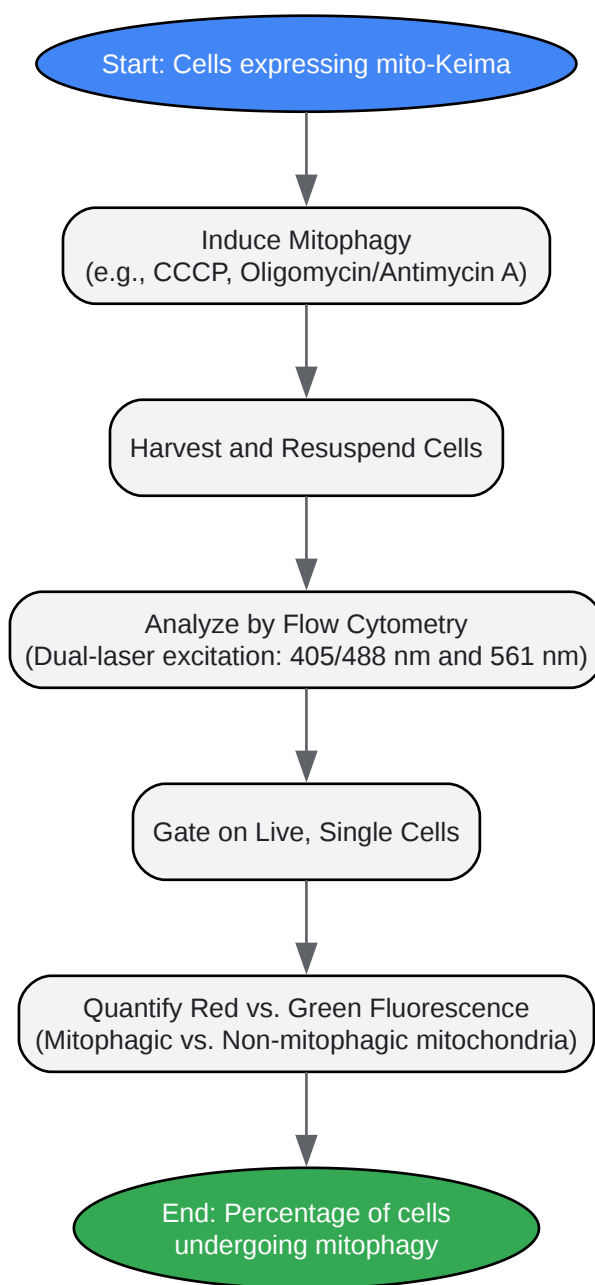 Start: Cells expressing mito-Keima
Induce Mitophagy
(e.g., CCCP, Oligomycin/Antimycin A)
Harvest and Resuspend Cells
Analyze by Flow Cytometry
(Dual-laser excitation: 405/488 nm and 561 nm)
Gate on Live, Single Cells
Quantify Red vs. Green Fluorescence
(Mitophagic vs. Non-mitophagic mitochondria)
End: Percentage of cells
undergoing mitophagy